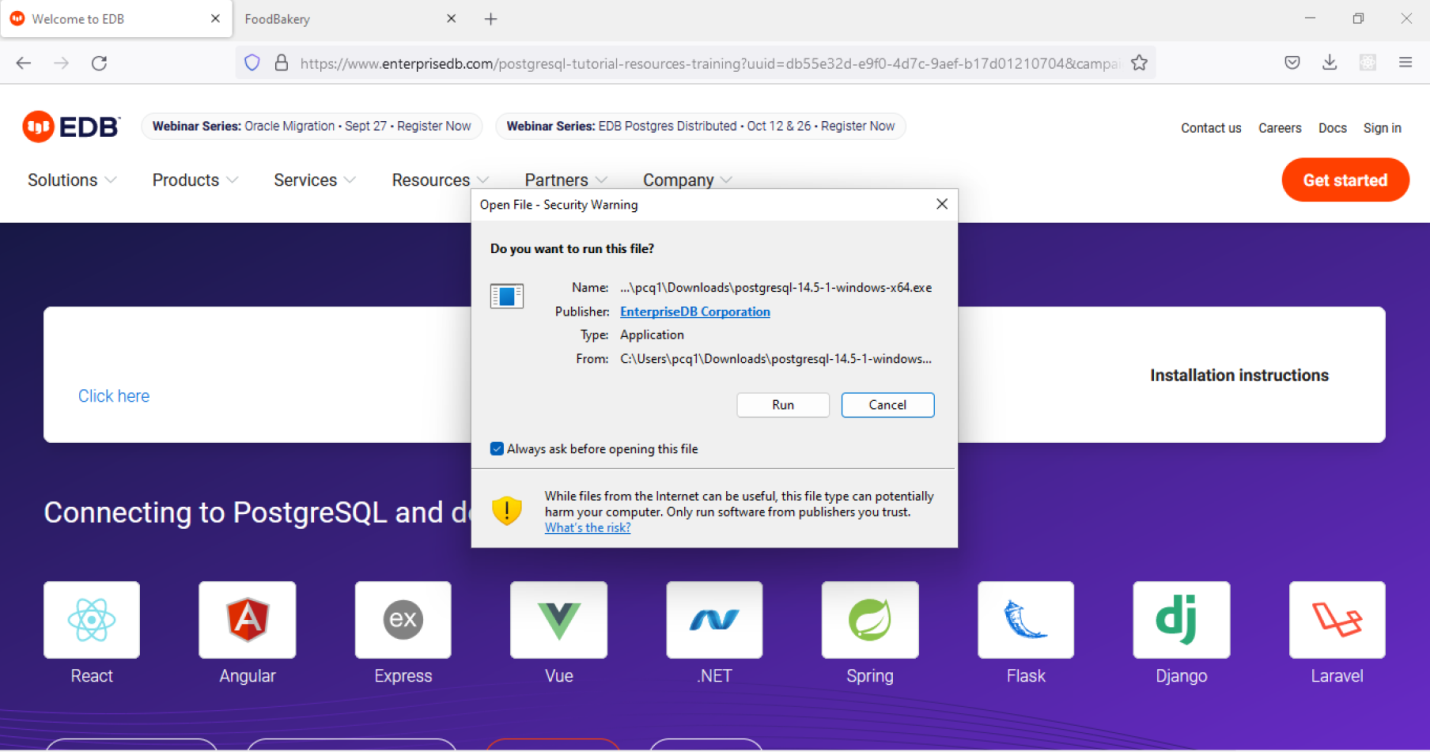 Welcome to EDB
FoodBakery
https://www.enterprisedb.com/postgresql-tutorial-resources-training?uuid=db55e32d-e9f0-4d7c-9aef-b17d01210704&campai
EDB
Webinar Series: Oracle Migration • Sept 27 • Register Now
Webinar Series: EDB Postgres Distributed • Oct 12 & 26 • Register Now
Contact us Careers Docs Sign in
Solutions Products Services Resources Partners Company
Get started
Open File - Security Warning
Do you want to run this file?
Name: ...\pcq1\Downloads\postgresql-14.5-1-windows-x64.exe
Publisher: EnterpriseDB Corporation
Type: Application
From: C:\Users\pcq1\Downloads\postgresql-14.5-1-windows...
Run Cancel
Always ask before opening this file
While files from the Internet can be useful, this file type can potentially
harm your computer. Only run software from publishers you trust.
What's the risk?
Click here
Installation instructions
Connecting to PostgreSQL and
ex
dj
React Angular Express Vue .NET Spring Flask Django Laravel